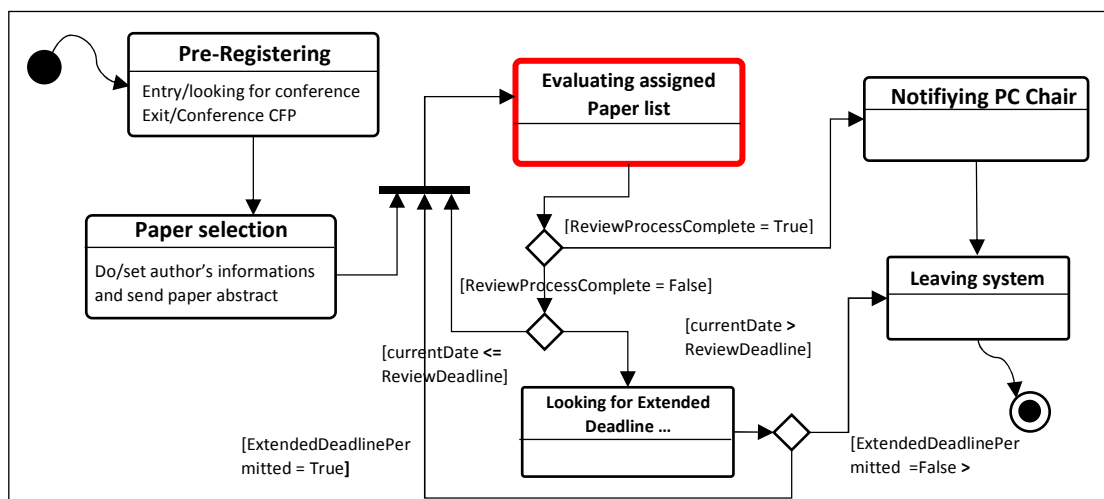 Pre-Registering
Entry/looking for conference
Exit/Conference CFP
Evaluating assigned
Paper list
Notifiying PC Chair
Paper selection
Do/set author's informations
and send paper abstract
[ReviewProcessComplete = True]
[ReviewProcessComplete = False]
Leaving system
[currentDate <=
ReviewDeadline]
[currentDate >
ReviewDeadline]
Looking for Extended
Deadline ...
[ExtendedDeadlinePer
mitted = True]
[ExtendedDeadlinePer
mitted =False >